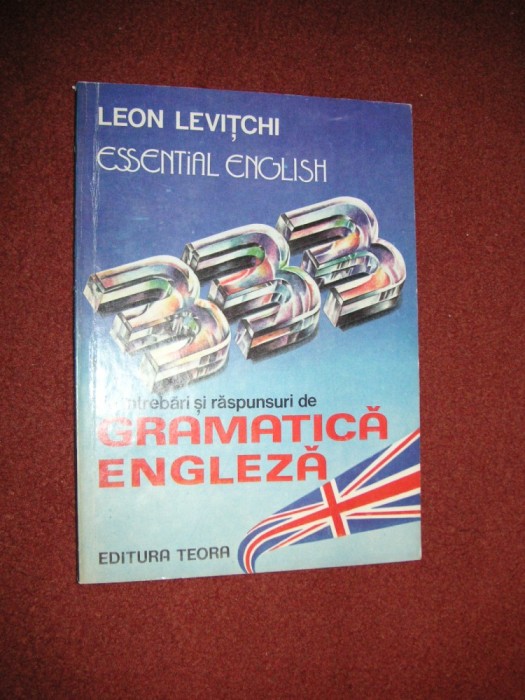 LEON LEVIȚCHI
ESSENTIAL ENGLISH
333
întrebări și răspunsuri de
GRAMATICĂ
ENGLEZĂ
EDITURA TEORA